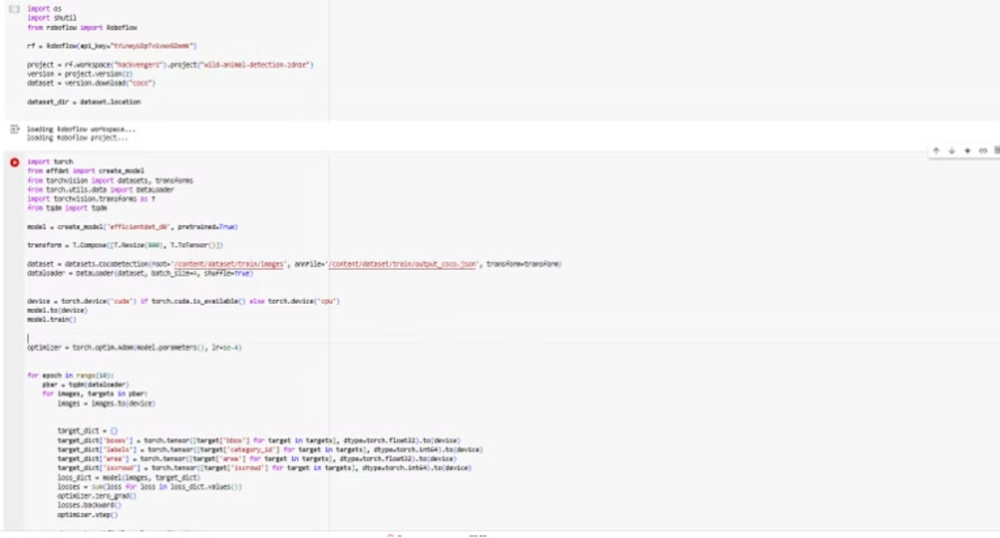 import os
import shutil
from roboflow import Roboflow
rf = Roboflow(api_key=
project = rf.workspace("hackvengers").project("wild-animal-detection-
version = project.version(2)
dataset = version.download("coco")
dataset_dir = dataset.location
loading Roboflow workspace...
loading Roboflow project...
import torch
from effdet import create_model
from torchvision import datasets, transforms
from torch.utils.data import DataLoader
import torchvision.transforms as T
from tqdm import tqdm
model = create_model('efficientdet_d0', pretrained=True)
transform = T.Compose([T.Resize(800), T.ToTensor()])
dataset = datasets.CocoDetection(root='/content/dataset/train/images', annFile='/content/dataset/train/output_coco.json', transform=transform)
dataloader = DataLoader(dataset, batch_size=4, shuffle=True)
device = torch.device('cuda') if torch.cuda.is_available() else torch.device('cpu')
model.to(device)
model.train()
optimizer = torch.optim.Adam(model.parameters(), lr=1e-4)
for epoch in range(10):
pbar = tqdm(dataloader)
for images, targets in pbar:
images = images.to(device)
target_dict = {}
target_dict['boxes'] = torch.tensor([target['bbox'] for target in targets], dtype=torch.float32).to(device)
target_dict['labels'] = torch.tensor([target['category_id'] for target in targets], dtype=torch.int64).to(device)
target_dict['area'] = torch.tensor([target['area'] for target in targets], dtype=torch.float32).to(device)
target_dict['iscrowd'] = torch.tensor([target['iscrowd'] for target in targets], dtype=torch.int64).to(device)
loss_dict = model(images, target_dict)
losses = sum(loss for loss in loss_dict.values())
optimizer.zero_grad()
losses.backward()
optimizer.step()